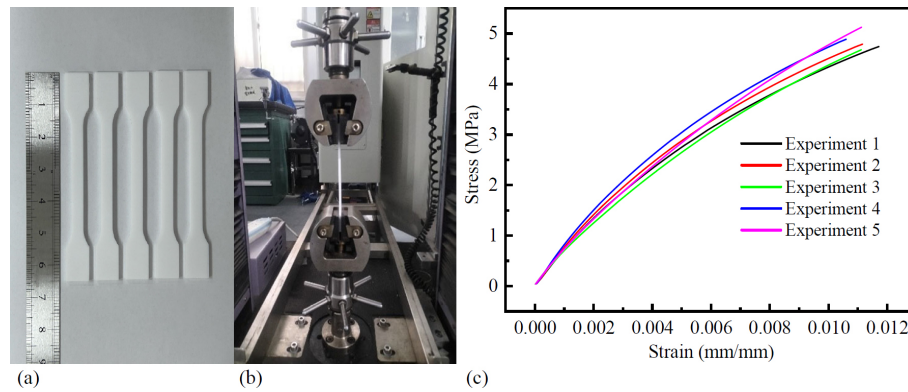 1
2
3
4
5
6
7
8
9
5
4
3
2
1
0
Stress (MPa)
Experiment 1
Experiment 2
Experiment 3
Experiment 4
Experiment 5
0.000 0.002 0.004 0.006 0.008 0.010 0.012
Strain (mm/mm)
(a) (b) (c)